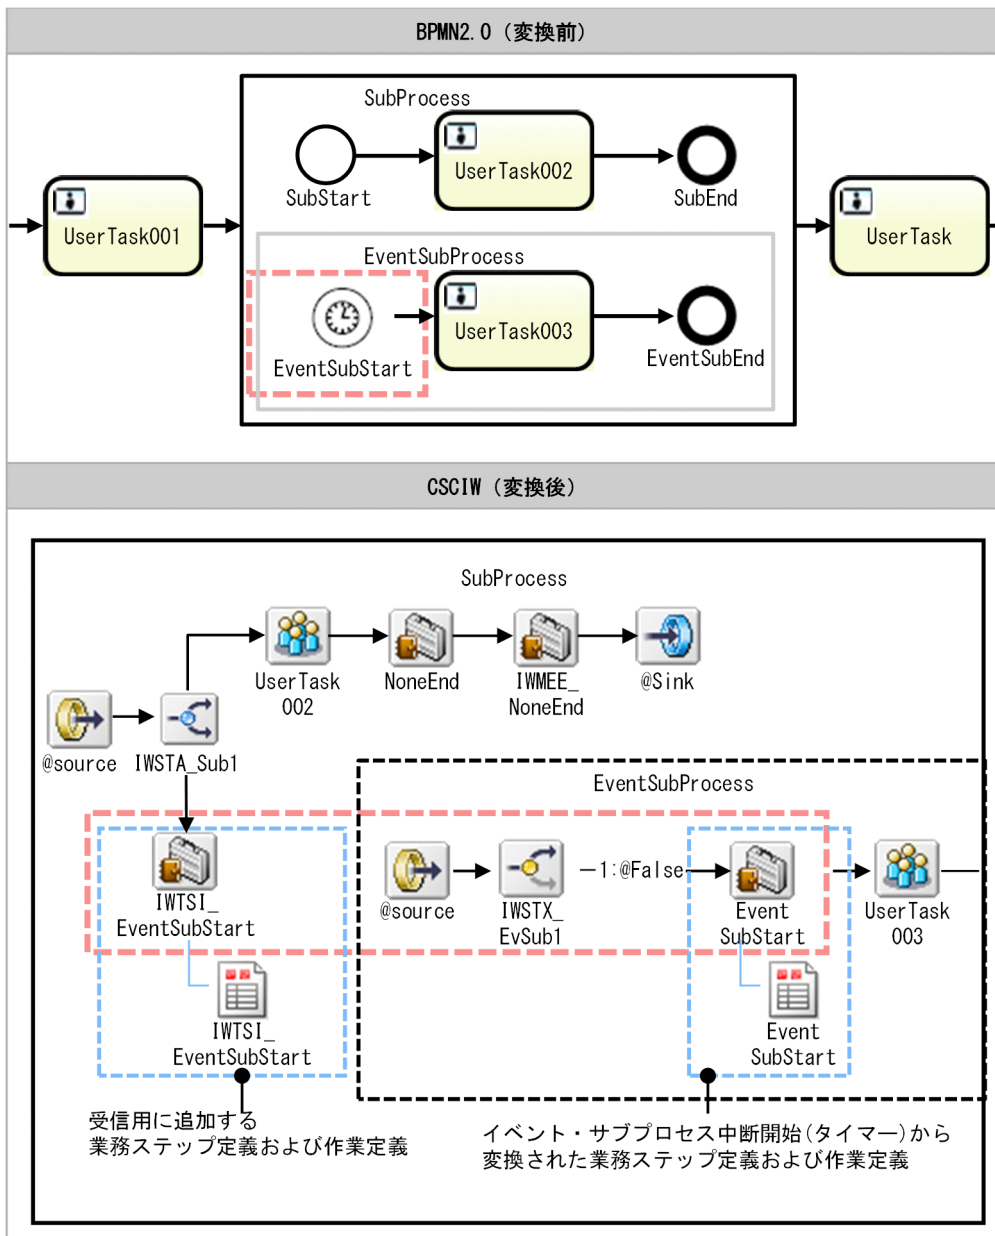 BPMN2.0（変換前）
SubProcess
SubStart
UserTask002
SubEnd
UserTask001
UserTask
EventSubProcess
EventSubStart
UserTask003
EventSubEnd
CSCIW（変換後）
SubProcess
UserTask
002
NoneEnd
IWMEE_
NoneEnd
@Sink
@source
IWSTA_Sub1
EventSubProcess
IWTSI_
EventSubStart
@source
IWSTX_
EvSub1
1:@False
Event
SubStart
UserTask
003
IWTSI_
EventSubStart
Event
SubStart
受信用に追加する
業務ステップ定義および作業定義
イベント・サブプロセス中断開始(タイマー)から
変換された業務ステップ定義および作業定義